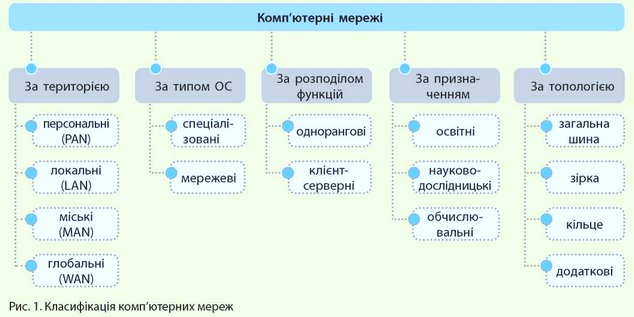 Комп’ютерні мережі
За територією
персональні
(PAN)
локальні
(LAN)
міські
(MAN)
глобальні
(WAN)
За типом ОС
спеціалі-
зовані
мережеві
За розподілом
функцій
однорангові
клієнт-
серверні
За призна-
ченням
освітні
науково-
дослідницькі
обчислю-
вальні
За топологією
загальна
шина
зірка
кільце
додаткові
Рис. 1. Класифікація комп’ютерних мереж